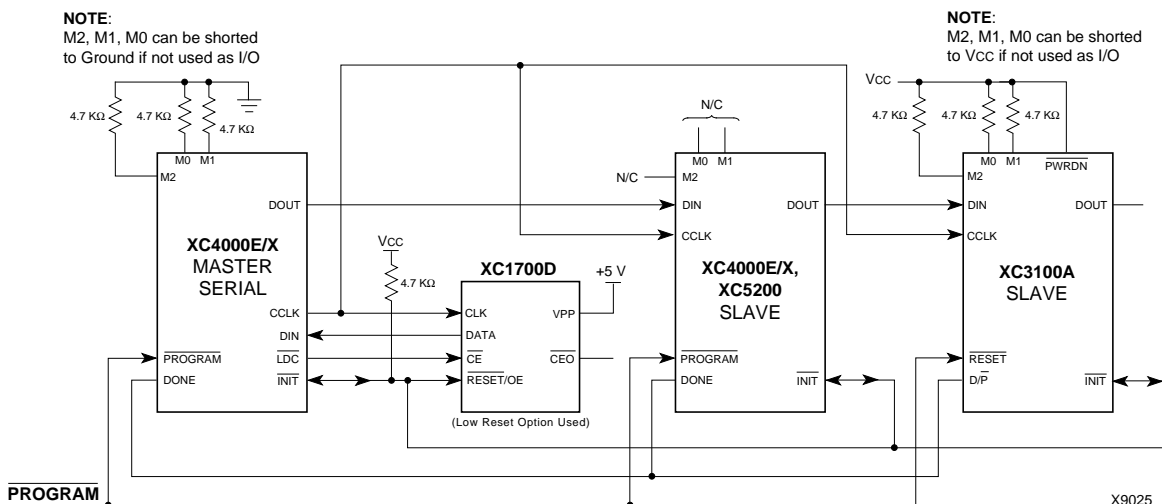 NOTE:
M2, M1, M0 can be shorted
to Ground if not used as I/O
NOTE:
M2, M1, M0 can be shorted
to VCC if not used as I/O
4.7 KΩ
4.7 KΩ
4.7 KΩ
M0 M1
M2
DOUT
XC4000E/X
MASTER
SERIAL
CCLK
DIN
PROGRAM
LDC
DONE
INIT
VCC
4.7 KΩ
XC1700D
+5 V
CLK
VPP
DATA
CE
CEO
RESET/OE
(Low Reset Option Used)
N/C
M0 M1
N/C
M2
DIN
DOUT
CCLK
XC4000E/X,
XC5200
SLAVE
PROGRAM
DONE
INIT
VCC
4.7 KΩ
4.7 KΩ
4.7 KΩ
M0 M1
PWRDN
M2
DIN
DOUT
CCLK
XC3100A
SLAVE
RESET
D/P
INIT
PROGRAM
X9025